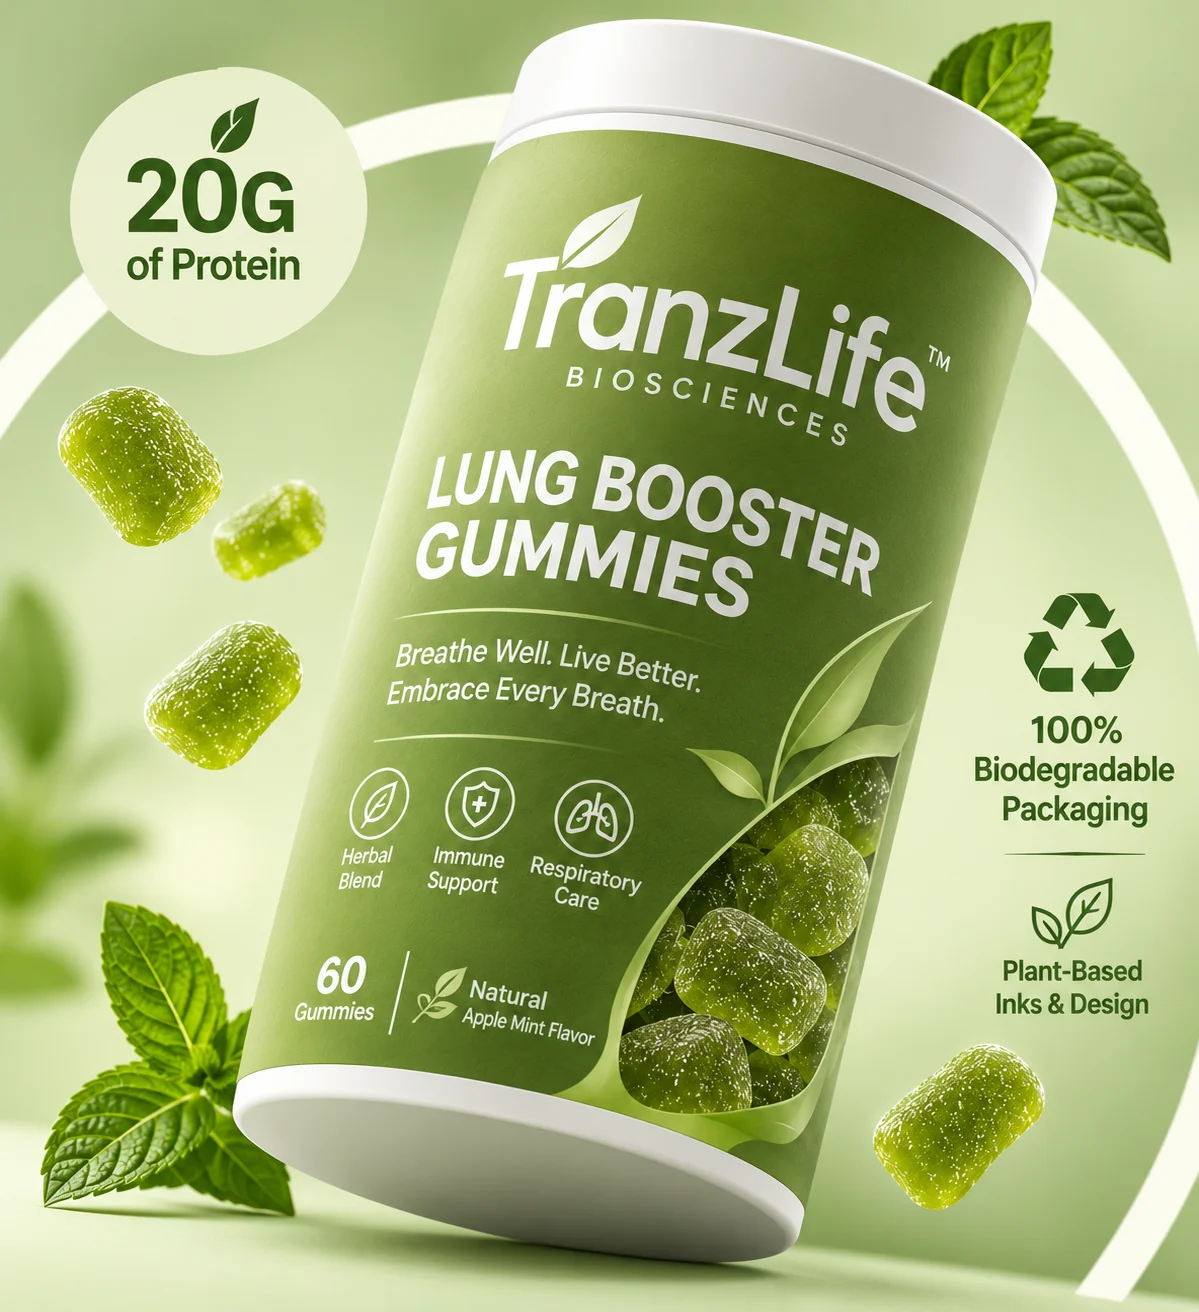 20G
of Protein
TranzLife™
BIOSCIENCES
LUNG BOOSTER
GUMMIES
Breathe Well. Live Better.
Embrace Every Breath.
Herbal
Blend
Immune
Support
Respiratory
Care
60
Gummies
Natural
Apple Mint Flavor
100%
Biodegradable
Packaging
Plant-Based
Inks & Design